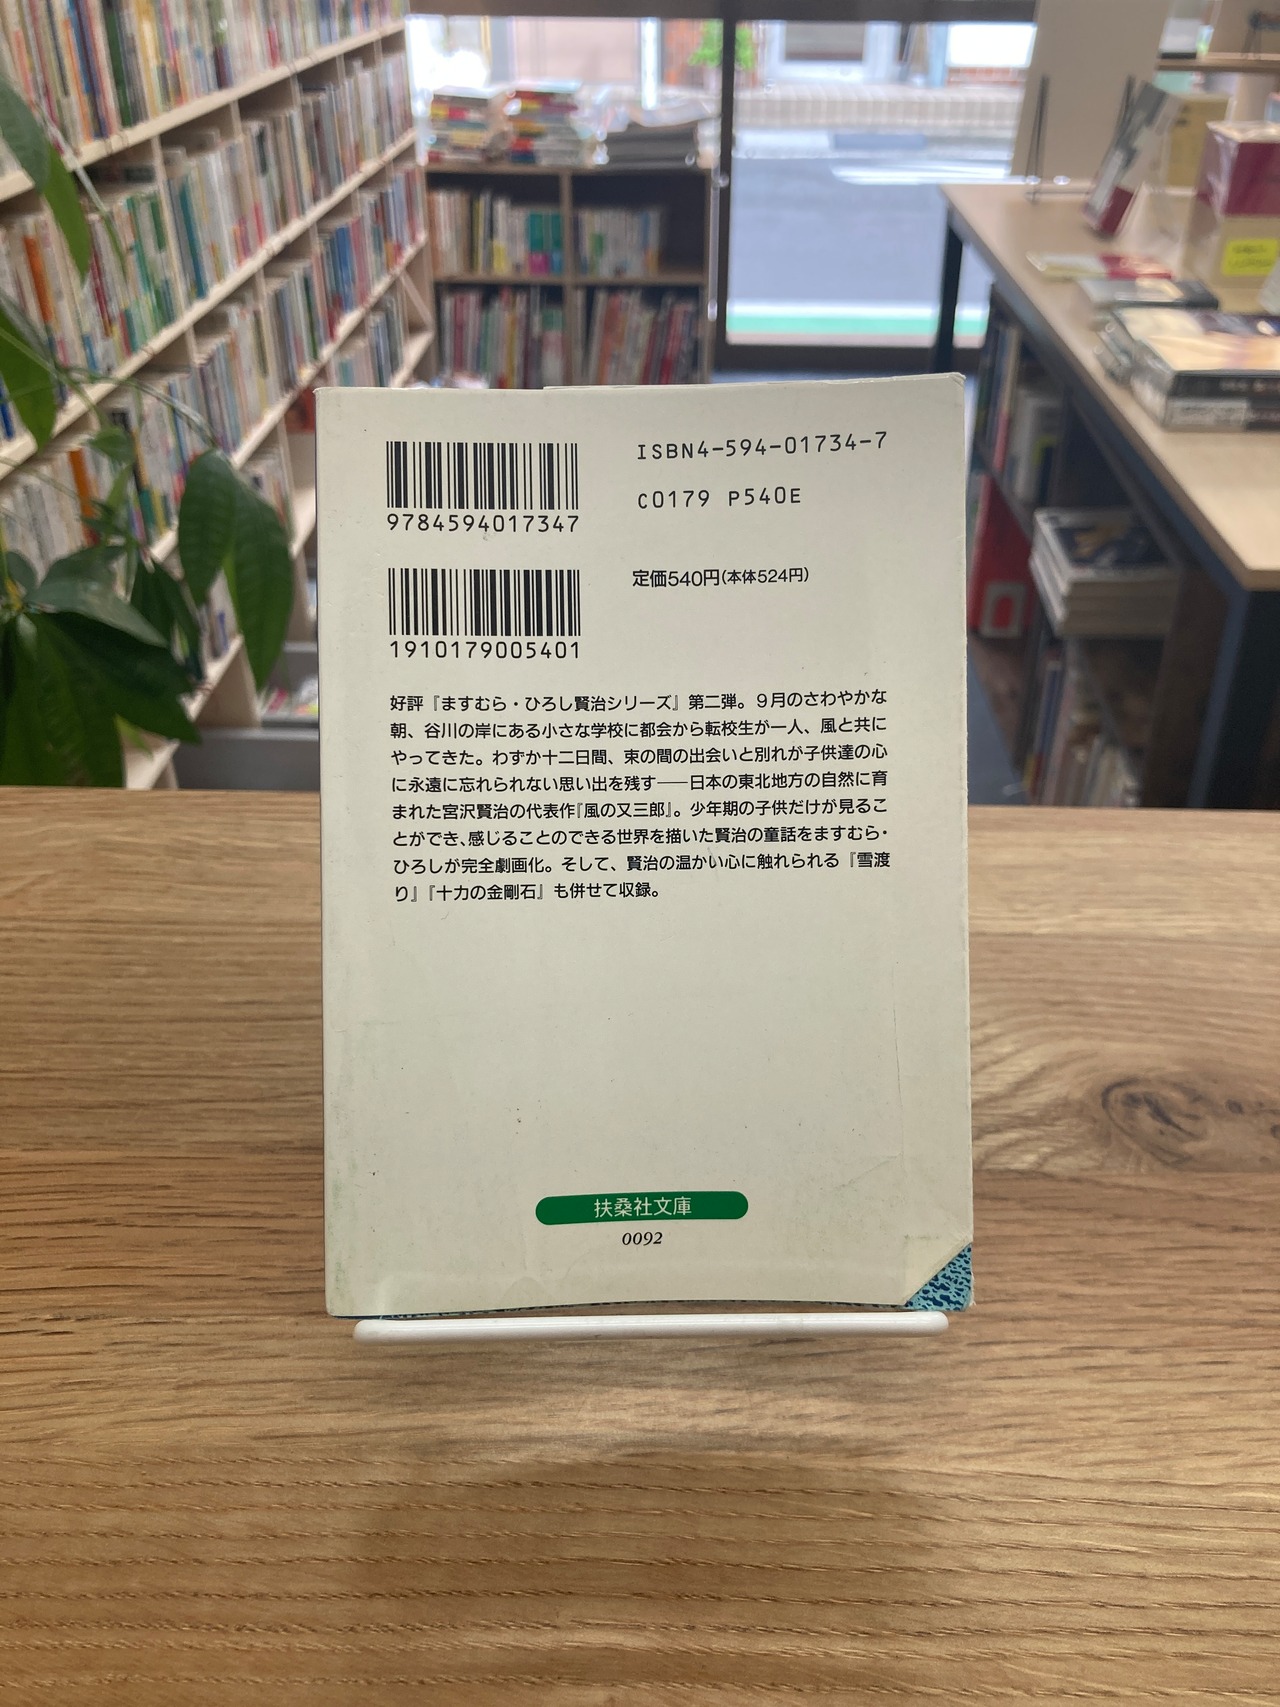 ISBN4-594-01734-7
C0179 P540E
9784594017347
定価540円(本体524円)
1910179005401
好評『ますむら・ひろし賢治シリーズ』第二弾。9月のさわやかな
朝、谷川の岸にある小さな学校に都会から転校生が一人、風と共に
やってきた。わずか十二日間、束の間の出会いと別れが子供達の心
に永遠に忘れられない思い出を残す——日本の東北地方の自然に育
まれた宮沢賢治の代表作『風の又三郎』。少年期の子供だけが見るこ
とができ、感じることのできる世界を描いた賢治の童話をますむら・
ひろしが完全劇画化。そして、賢治の温かい心に触れられる『雪渡
り』『十力の金剛石』も併せて収録。
扶桑社文庫
0092